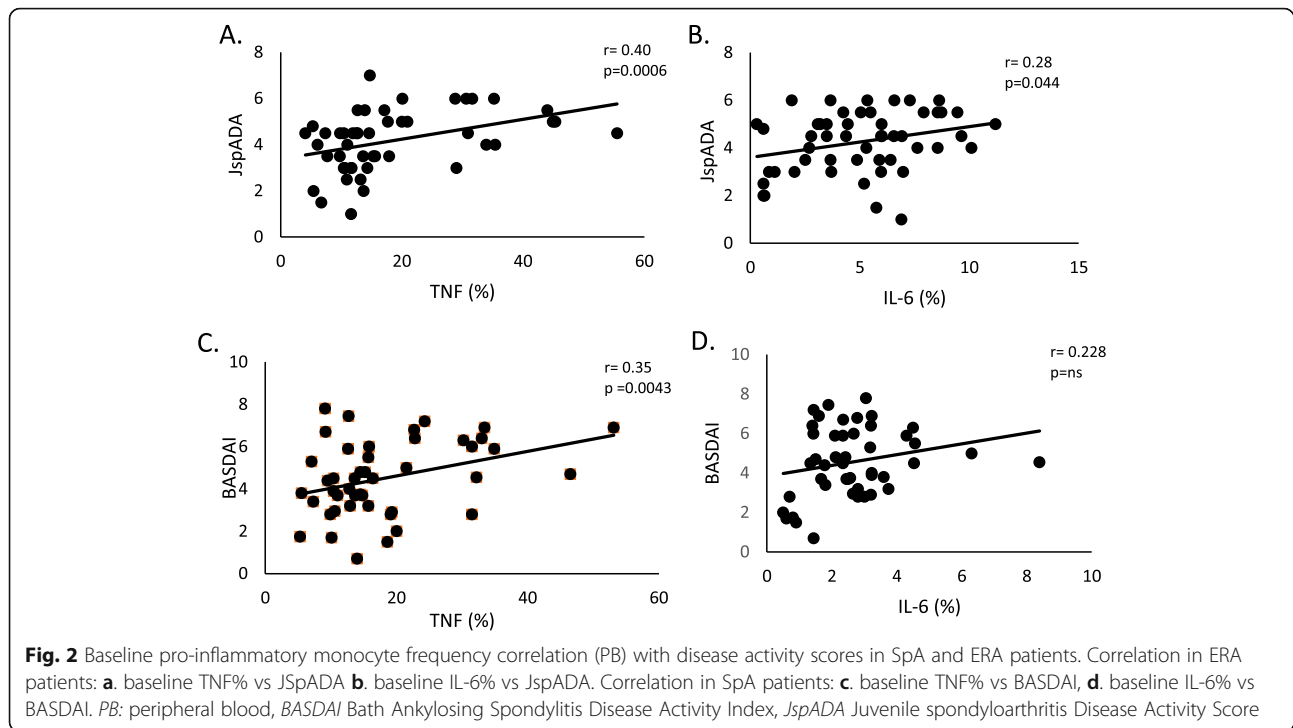 A.
r= 0.40
p=0.0006
8
6
4
2
0
JspADA
0 20 40 60
TNF (%)
B.
r= 0.28
p=0.044
8
6
4
2
0
JspADA
0 5 10 15
IL-6 (%)
C.
r= 0.35
p =0.0043
10
8
6
4
2
0
BASDAI
0 20 40 60
TNF (%)
D.
r= 0.228
p=ns
10
8
6
4
2
0
BASDAI
0 2 4 6 8 10
IL-6 (%)
Fig. 2 Baseline pro-inflammatory monocyte frequency correlation (PB) with disease activity scores in SpA and ERA patients. Correlation in ERA
patients: a. baseline TNF% vs JSpADA b. baseline IL-6% vs JspADA. Correlation in SpA patients: c. baseline TNF% vs BASDAI, d. baseline IL-6% vs
BASDAI. PB: peripheral blood, BASDAI Bath Ankylosing Spondylitis Disease Activity Index, JspADA Juvenile spondyloarthritis Disease Activity Score